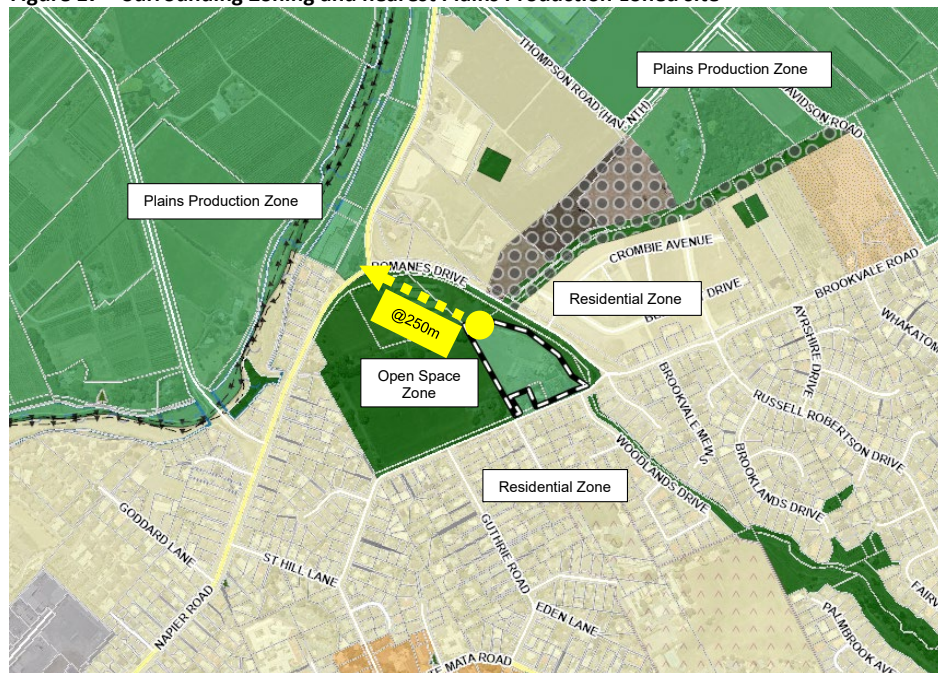 THOMPSON ROAD (HAV. NTH)
Plains Production Zone
DAVIDSON ROAD
Plains Production Zone
CROMBIE AVENUE
ROMANES DRIVE
BROOKVALE ROAD
Residential Zone
DRIVE
@250m
AYRSHIRE DRIVE
Open Space
Zone
BROOKVALE MEWS
RUSSELL ROBERTSON DRIVE
WOODLANDS DRIVE
Residential Zone
BROOKLANDS DRIVE
GODDARD LANE
GUTHRIE ROAD
ST HILL LANE
NAPIER ROAD
EDEN LANE
TE MATA ROAD